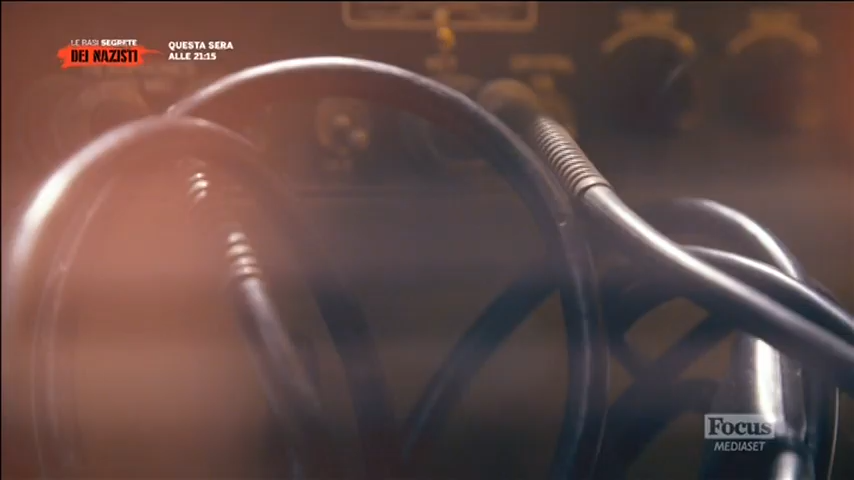 LE BASI SEGRETE
DEI NAZISTI
QUESTA SERA
ALLE 21:15
Focus
MEDIASET